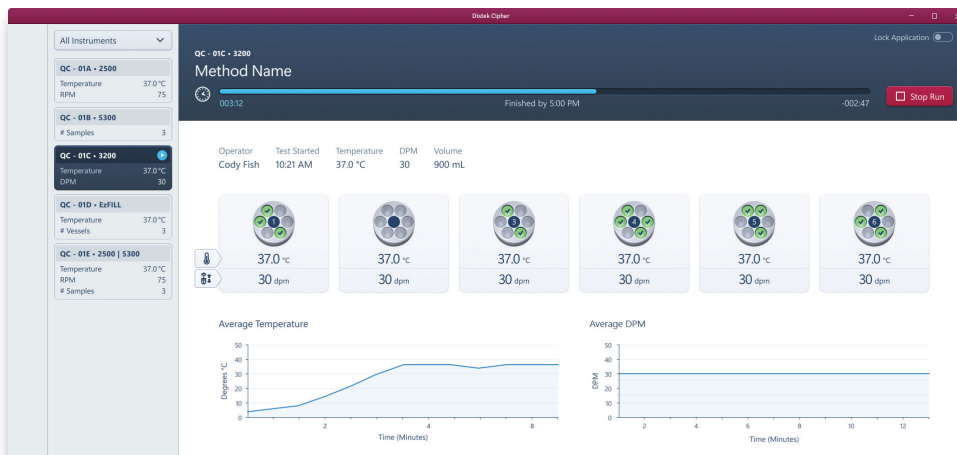 Distek Cipher
All Instruments
QC - 01A • 2500
Temperature 37.0 °C
RPM 75
QC - 01B • 5300
# Samples 3
QC - 01C • 3200
Temperature 37.0 °C
DPM 30
QC - 01D • EzFILL
Temperature 37.0 °C
# Vessels 3
QC - 01E • 2500 | 5300
Temperature 37.0 °C
RPM 75
# Samples 3
Lock Application
QC - 01C • 3200
Method Name
003:12 Finished by 5:00 PM -002:47
Stop Run
Operator Test Started Temperature DPM Volume
Cody Fish 10:21 AM 37.0 °C 30 900 mL
1 3 4 5 6
37.0 °C 37.0 °C 37.0 °C 37.0 °C 37.0 °C 37.0 °C
30 dpm 30 dpm 30 dpm 30 dpm 30 dpm 30 dpm
Average Temperature
Degrees °C
50
40
30
20
10
0
2 4 8
Time (Minutes)
Average DPM
DPM
50
40
30
20
10
0
2 4 6 8 10 12
Time (Minutes)